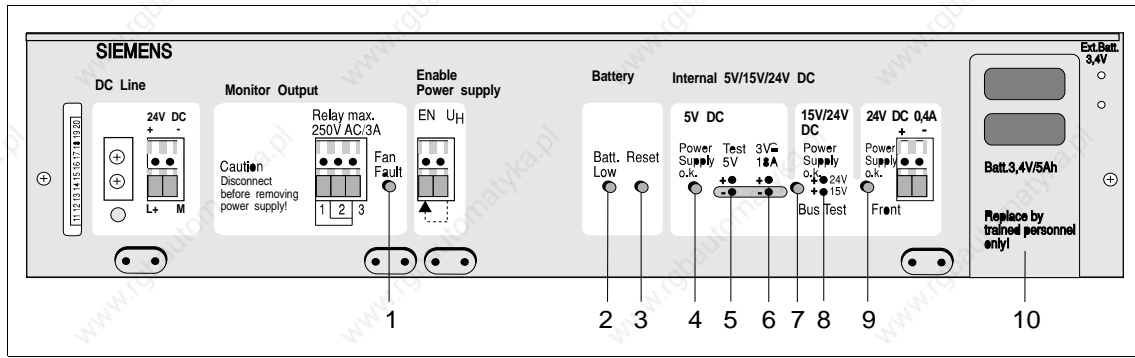 SIEMENS
DC Line
24V DC
+ -
L+ M
11 12 13 14 15 16 17 18 19 20
Monitor Output
Relay max.
250V AC/3A
Caution
Disconnect
before removing
power supply!
1 2 3
Fan
Fault
Enable
Power supply
EN UH
Battery
Batt.
Low
Reset
Internal 5V/15V/24V DC
5V DC
Power
Supply
o.k.
Test
5V
3V≙
18A
+ +
- -
15V/24V
DC
Power
Supply
o.k.
+ 24V
+ 15V
Bus Test
24V DC 0,4A
+ -
Power
Supply
o.k.
Front
Ext.Batt.
3,4V
Batt.3,4V/5Ah
Replace by
trained personnel
only!
1 2 3 4 5 6 7 8 9 10
www.rgbautomatyka.pl